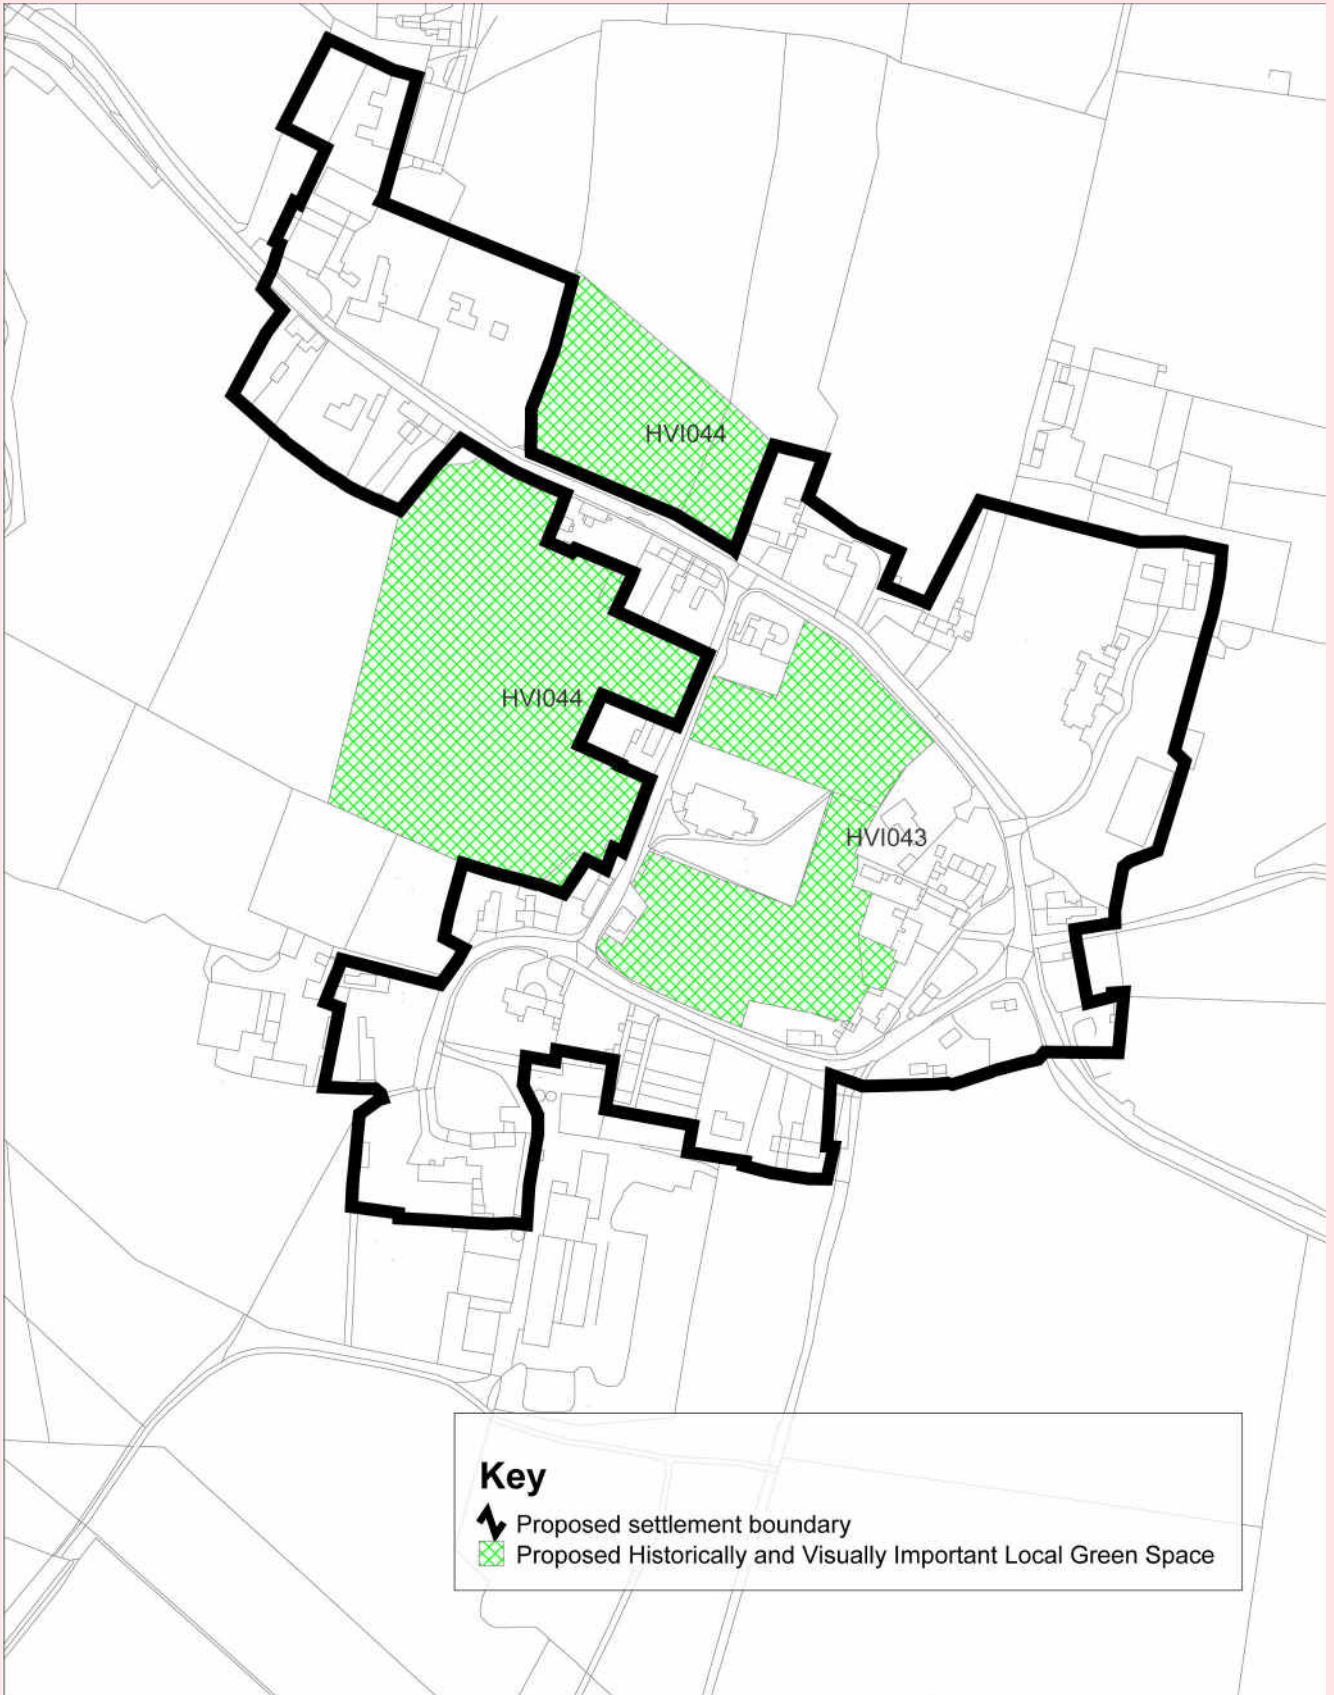 HVI044
HVI044
HVI043
Key
Proposed settlement boundary
Proposed Historically and Visually Important Local Green Space